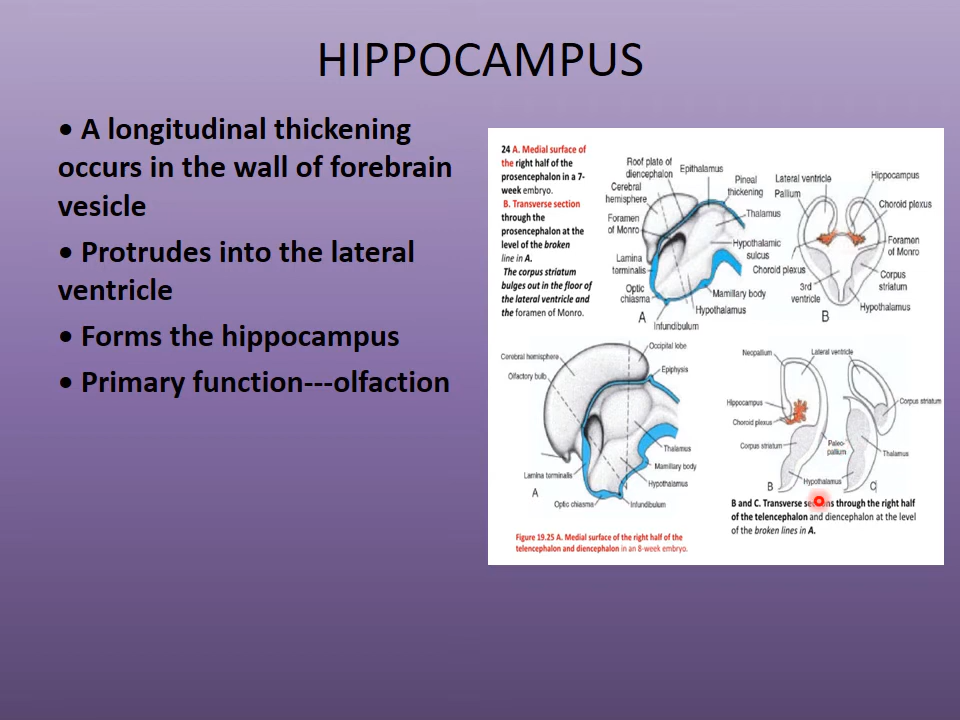 HIPPOCAMPUS
• A longitudinal thickening
occurs in the wall of forebrain
vesicle
• Protrudes into the lateral
ventricle
• Forms the hippocampus
• Primary function---olfaction
24 A. Medial surface of
the right half of the
prosencephalon in a 7-
week embryo.
B. Transverse section
through the
prosencephalon at the
level of the broken
line in A.
The corpus striatum
bulges out in the floor of
the lateral ventricle and
the foramen of Monro.
Roof plate of
diencephalon
Epithalamus
Cerebral
hemisphere
Pineal
thickening
Foramen
of Monro
Thalamus
Lamina
terminalis
Hypothalamic
sulcus
Optic
chiasma
Mamillary body
Hypothalamus
A
Infundibulum
Lateral ventricle
Hippocampus
Pallium
Choroid plexus
Foramen
of Monro
Choroid plexus
Corpus
striatum
3rd
ventricle
Hypothalamus
B
Cerebral hemisphere
Occipital lobe
Olfactory bulb
Epiphysis
Thalamus
Mamillary body
Lamina terminalis
Hypothalamus
A
Optic chiasma
Infundibulum
Neopallium
Lateral ventricle
Hippocampus
Corpus striatum
Choroid plexus
Corpus striatum
Paleo-
pallium
Thalamus
B
Hypothalamus
C
B and C. Transverse sections through the right half
of the telencephalon and diencephalon at the level
of the broken lines in A.
Figure 19.25 A. Medial surface of the right half of the
telencephalon and diencephalon in an 8-week embryo.